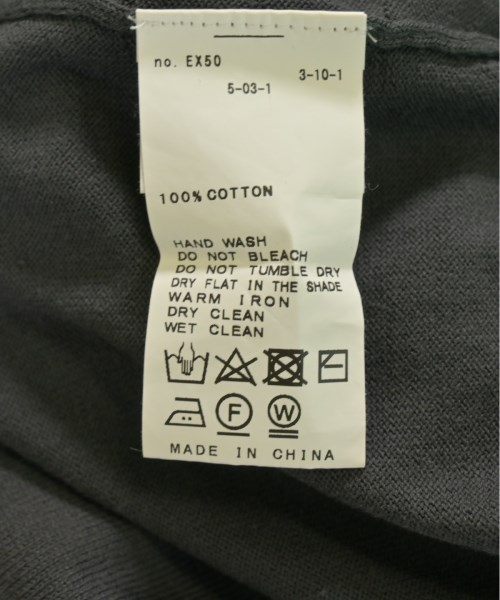 no. EX50
3-10-1
5-03-1
100% COTTON
HAND WASH
DO NOT BLEACH
DO NOT TUMBLE DRY
DRY FLAT IN THE SHADE
WARM IRON
DRY CLEAN
WET CLEAN
F W
MADE IN CHINA